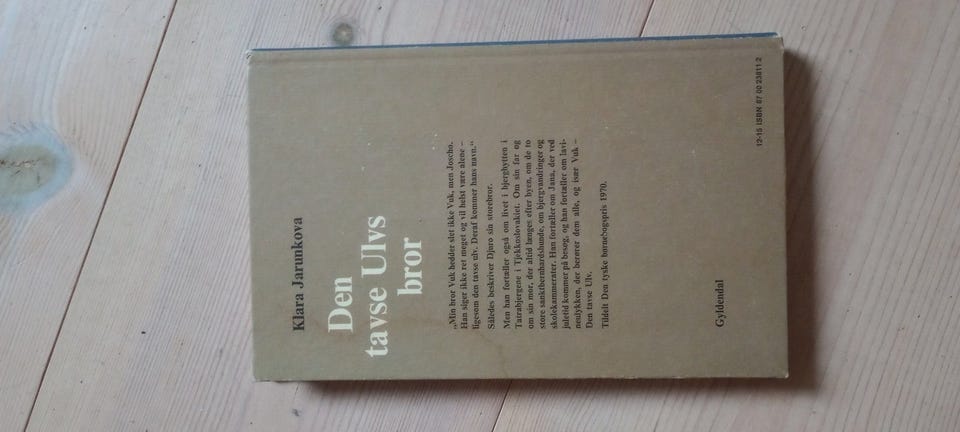 Klara Jarunkova
Den
tavse Ulvs
bror
„Min bror Vuk hedder slet ikke Vuk, men Joscho.
Han siger ikke ret meget og vil helst være alene –
ligesom den tavse ulv. Deraf kommer hans navn.“
Således beskriver Djuro sin storebror.
Men han fortæller også om livet i bjerghytten i
Tatrabjergene i Tjekkoslovakiet. Om sin far og
om sin mor, der altid længes efter byen, om de to
store sanktbernhardshunde, om bjergvandringer og
skolekammerater. Han fortæller om Jana, der ved
juletid kommer på besøg, og han fortæller om lavi-
neulykken, der berører dem alle, og især Vuk –
Den tavse Ulv.
Tildelt Den tyske børnebogspris 1970.
Gyldendal
12-15 ISBN 87 00 23811 2